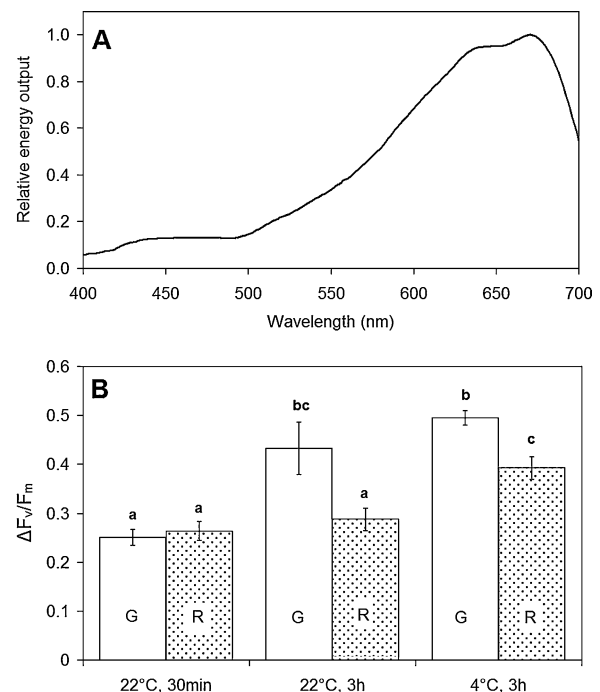 A
Relative energy output
1.0
0.8
0.6
0.4
0.2
0.0
400 450 500 550 600 650 700
Wavelength (nm)
B
ΔFv/Fm
0.6
0.5
0.4
0.3
0.2
0.1
0
a a bc a b c
G R G R G R
22°C, 30min 22°C, 3h 4°C, 3h